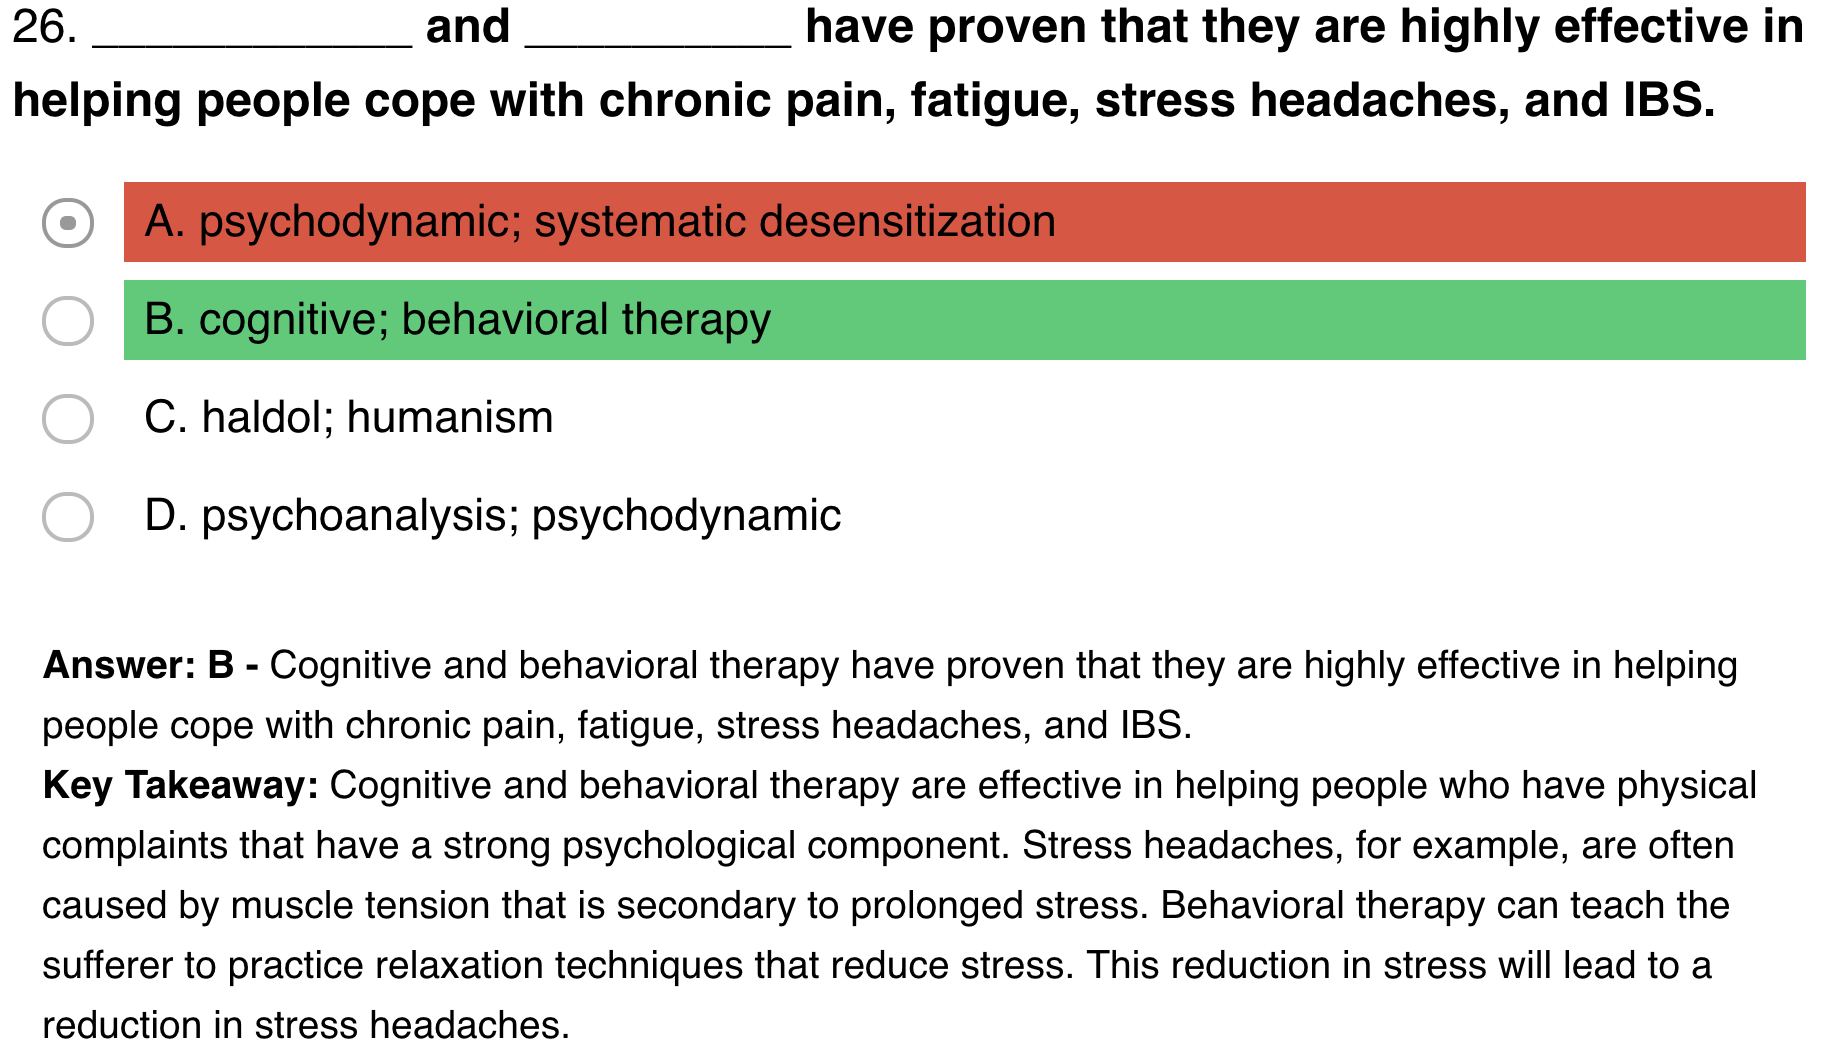 26. _____________ and ___________ have proven that they are highly effective in
helping people cope with chronic pain, fatigue, stress headaches, and IBS.
A. psychodynamic; systematic desensitization
B. cognitive; behavioral therapy
C. haldol; humanism
D. psychoanalysis; psychodynamic
Answer: B - Cognitive and behavioral therapy have proven that they are highly effective in helping
people cope with chronic pain, fatigue, stress headaches, and IBS.
Key Takeaway: Cognitive and behavioral therapy are effective in helping people who have physical
complaints that have a strong psychological component. Stress headaches, for example, are often
caused by muscle tension that is secondary to prolonged stress. Behavioral therapy can teach the
sufferer to practice relaxation techniques that reduce stress. This reduction in stress will lead to a
reduction in stress headaches.